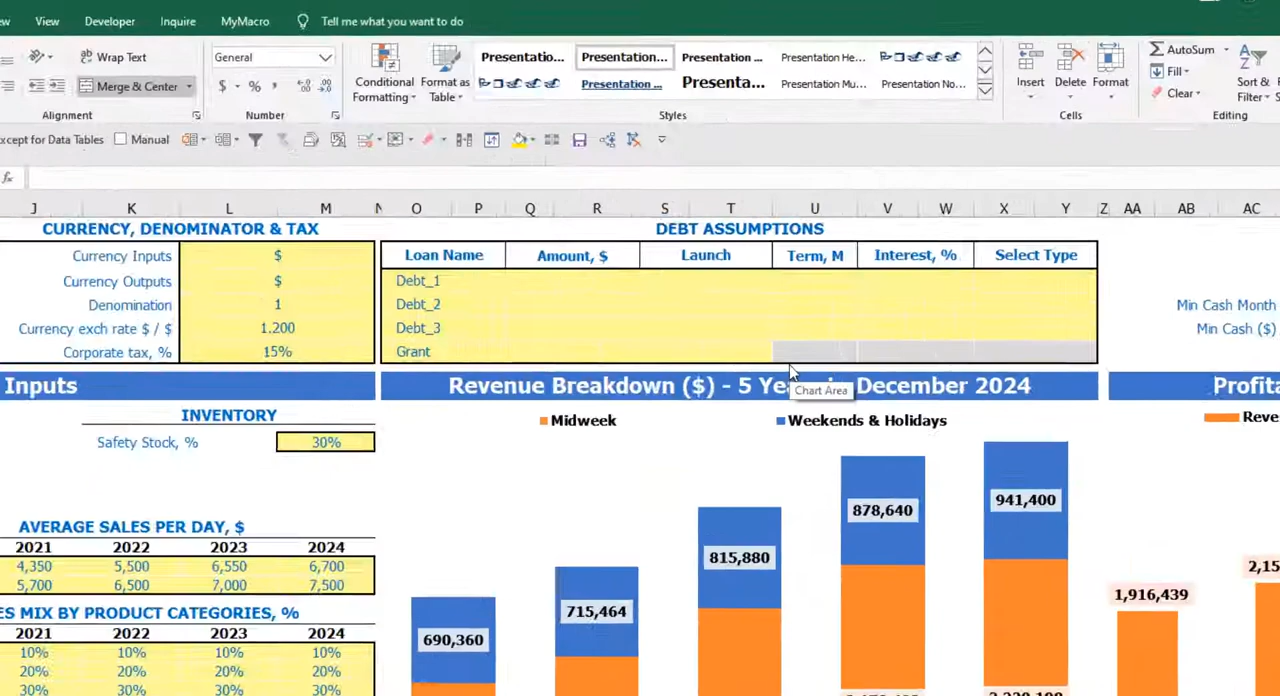 ew View Developer Inquire MyMacro Tell me what you want to do
Wrap Text General Conditional Formatting Format as Table Presentatio... Presentation... Presentation ... Presentation He...
Merge & Center $ % , Presentation ... Presenta... Presentation Mu... Presentation No... Insert Delete Format AutoSum Fill Clear Sort & Filter
Alignment Number Styles Cells Editing
xcept for Data Tables Manual
fx
J K L M N O P Q R S T U V W X Y Z AA AB AC
CURRENCY, DENOMINATOR & TAX DEBT ASSUMPTIONS
Currency Inputs $ Loan Name Amount, $ Launch Term, M Interest, % Select Type
Currency Outputs $ Debt_1
Denomination 1 Debt_2 Min Cash Month
Currency exch rate $ / $ 1.200 Debt_3 Min Cash ($)
Corporate tax, % 15% Grant
Inputs Revenue Breakdown ($) - 5 Ye December 2024 Profita
Chart Area
INVENTORY Midweek Weekends & Holidays Reve
Safety Stock, % 30%
941,400
878,640
AVERAGE SALES PER DAY, $
2021 2022 2023 2024 815,880
4,350 5,500 6,550 6,700 2,15
5,700 6,500 7,000 7,500 1,916,439
ES MIX BY PRODUCT CATEGORIES, % 715,464
2021 2022 2023 2024 690,360
10% 10% 10% 10%
20% 20% 20% 20%
30% 30% 30% 30%